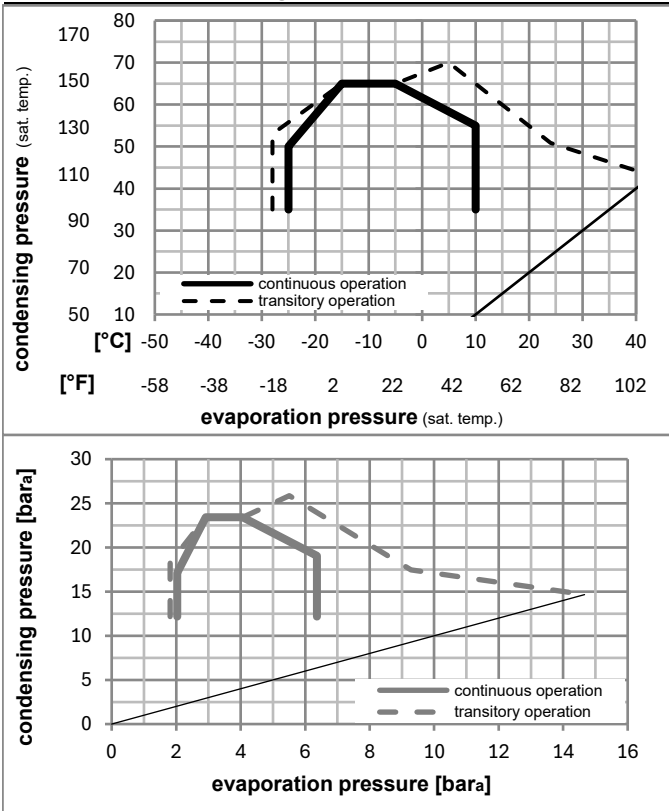 170 80
150 70
130 60
50
110 40
90 30
70 20
50 10
condensing pressure (sat. temp.)
continuous operation
transitory operation
[°C] -50 -40 -30 -20 -10 0 10 20 30 40
[°F] -58 -38 -18 2 22 42 62 82 102
evaporation pressure (sat. temp.)
30
25
20
15
10
5
0
condensing pressure [bara]
continuous operation
transitory operation
0 2 4 6 8 10 12 14 16
evaporation pressure [bara]